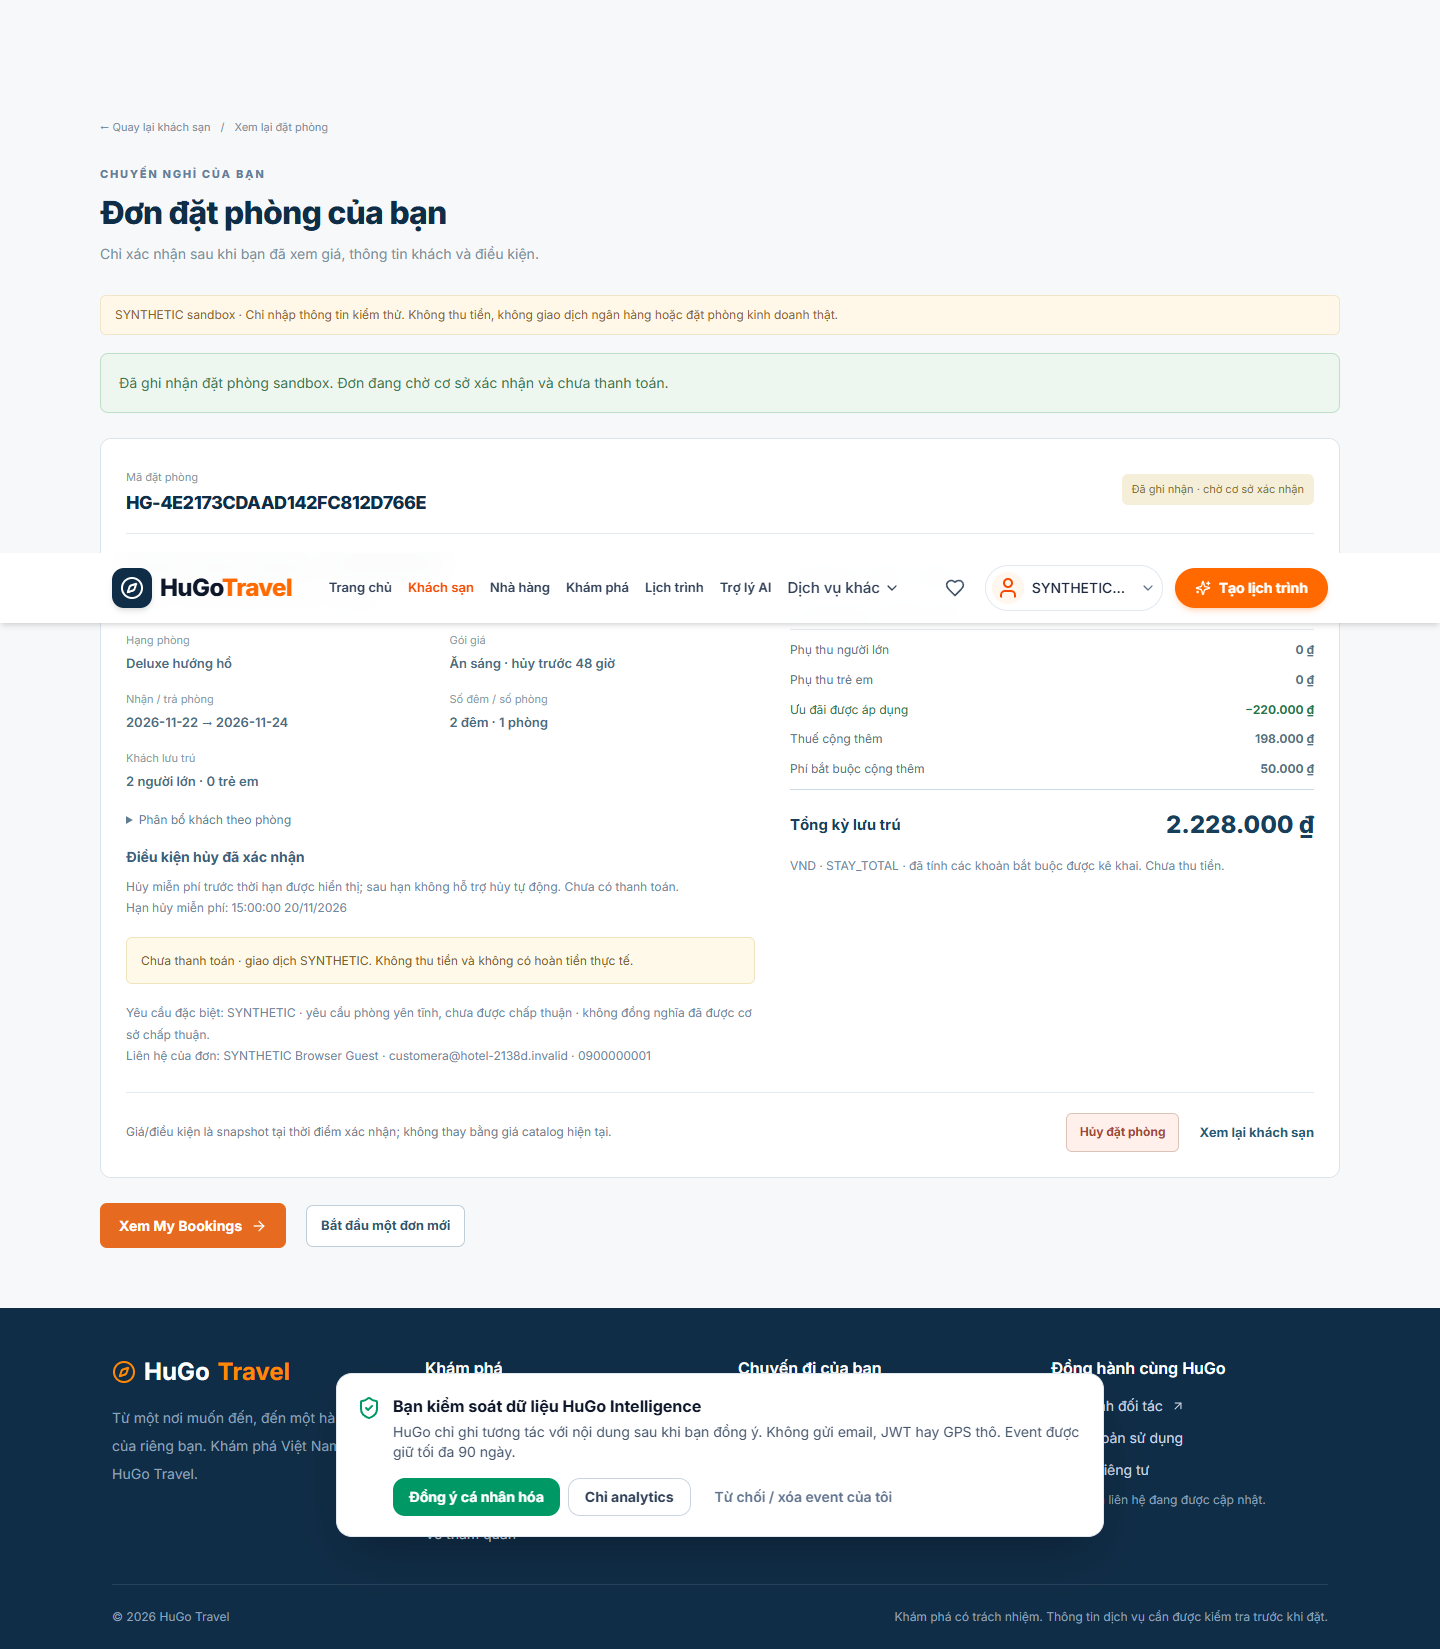 ← Quay lại khách sạn / Xem lại đặt phòng
CHUYẾN NGHỈ CỦA BẠN
Đơn đặt phòng của bạn
Chỉ xác nhận sau khi bạn đã xem giá, thông tin khách và điều kiện.
SYNTHETIC sandbox · Chỉ nhập thông tin kiểm thử. Không thu tiền, không giao dịch ngân hàng hoặc đặt phòng kinh doanh thật.
Đã ghi nhận đặt phòng sandbox. Đơn đang chờ cơ sở xác nhận và chưa thanh toán.
Mã đặt phòng
HG-4E2173CDAAD142FC812D766E
Đã ghi nhận · chờ cơ sở xác nhận
HuGoTravel
Trang chủ Khách sạn Nhà hàng Khám phá Lịch trình Trợ lý AI Dịch vụ khác
SYNTHETIC...
Tạo lịch trình
Hạng phòng
Deluxe hướng hồ
Gói giá
Ăn sáng · hủy trước 48 giờ
Nhận / trả phòng
2026-11-22 → 2026-11-24
Số đêm / số phòng
2 đêm · 1 phòng
Khách lưu trú
2 người lớn · 0 trẻ em
▶ Phân bổ khách theo phòng
Điều kiện hủy đã xác nhận
Hủy miễn phí trước thời hạn được hiển thị; sau hạn không hỗ trợ hủy tự động. Chưa có thanh toán.
Hạn hủy miễn phí: 15:00:00 20/11/2026
Chưa thanh toán · giao dịch SYNTHETIC. Không thu tiền và không có hoàn tiền thực tế.
Yêu cầu đặc biệt: SYNTHETIC · yêu cầu phòng yên tĩnh, chưa được chấp thuận · không đồng nghĩa đã được cơ
sở chấp thuận.
Liên hệ của đơn: SYNTHETIC Browser Guest · customera@hotel-2138d.invalid · 0900000001
Phụ thu người lớn 0 ₫
Phụ thu trẻ em 0 ₫
Ưu đãi được áp dụng −220.000 ₫
Thuế cộng thêm 198.000 ₫
Phí bắt buộc cộng thêm 50.000 ₫
Tổng kỳ lưu trú 2.228.000 ₫
VND · STAY_TOTAL · đã tính các khoản bắt buộc được kê khai. Chưa thu tiền.
Giá/điều kiện là snapshot tại thời điểm xác nhận; không thay bằng giá catalog hiện tại.
Hủy đặt phòng
Xem lại khách sạn
Xem My Bookings →
Bắt đầu một đơn mới
HuGo Travel
Từ một nơi muốn đến, đến một hà
của riêng bạn. Khám phá Việt Nam
HuGo Travel.
Khám phá
Chuyến đi của bạn
Đồng hành cùng HuGo
đối tác ↗
sử dụng
tư
liên hệ đang được cập nhật.
Bạn kiểm soát dữ liệu HuGo Intelligence
HuGo chỉ ghi tương tác với nội dung sau khi bạn đồng ý. Không gửi email, JWT hay GPS thô. Event được
giữ tối đa 90 ngày.
Đồng ý cá nhân hóa
Chỉ analytics
Từ chối / xóa event của tôi
© 2026 HuGo Travel
Khám phá có trách nhiệm. Thông tin dịch vụ cần được kiểm tra trước khi đặt.